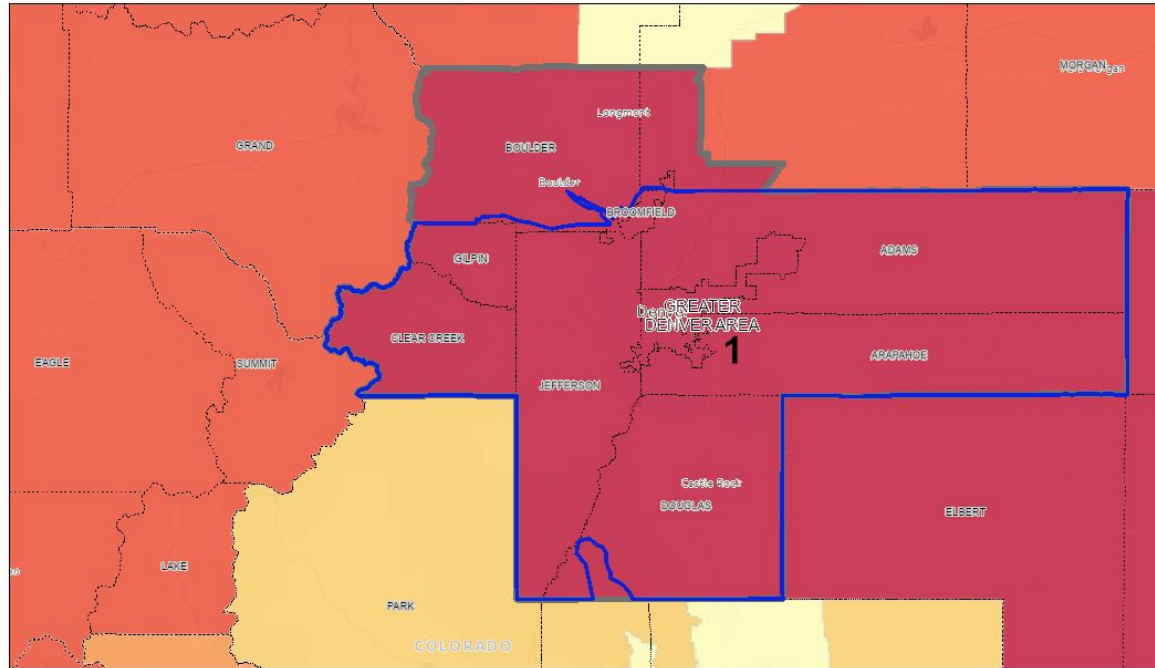 MORGAN
Longmont
GRAND
BOULDER
Boulder
BROOMFIELD
ADAMS
GILPIN
GREATER
DENVER AREA
1
CLEAR CREEK
ARAPAHOE
EAGLE
SUMMIT
JEFFERSON
Castle Rock
DOUGLAS
ELBERT
LAKE
PARK
COLORADO